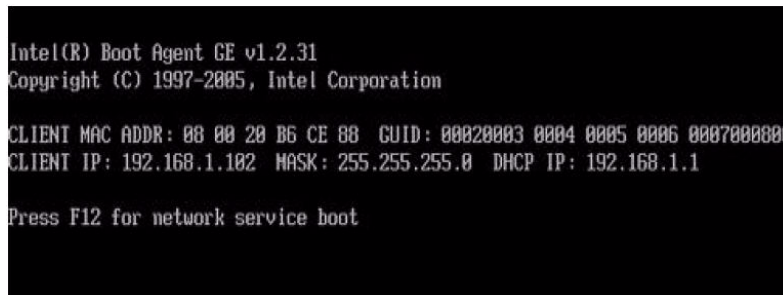 Intel(R) Boot Agent GE v1.2.31
Copyright (C) 1997-2005, Intel Corporation
CLIENT MAC ADDR: 08 00 20 B6 CE 88 GUID: 00020003 0004 0005 0006 000700080
CLIENT IP: 192.168.1.102 MASK: 255.255.255.0 DHCP IP: 192.168.1.1
Press F12 for network service boot